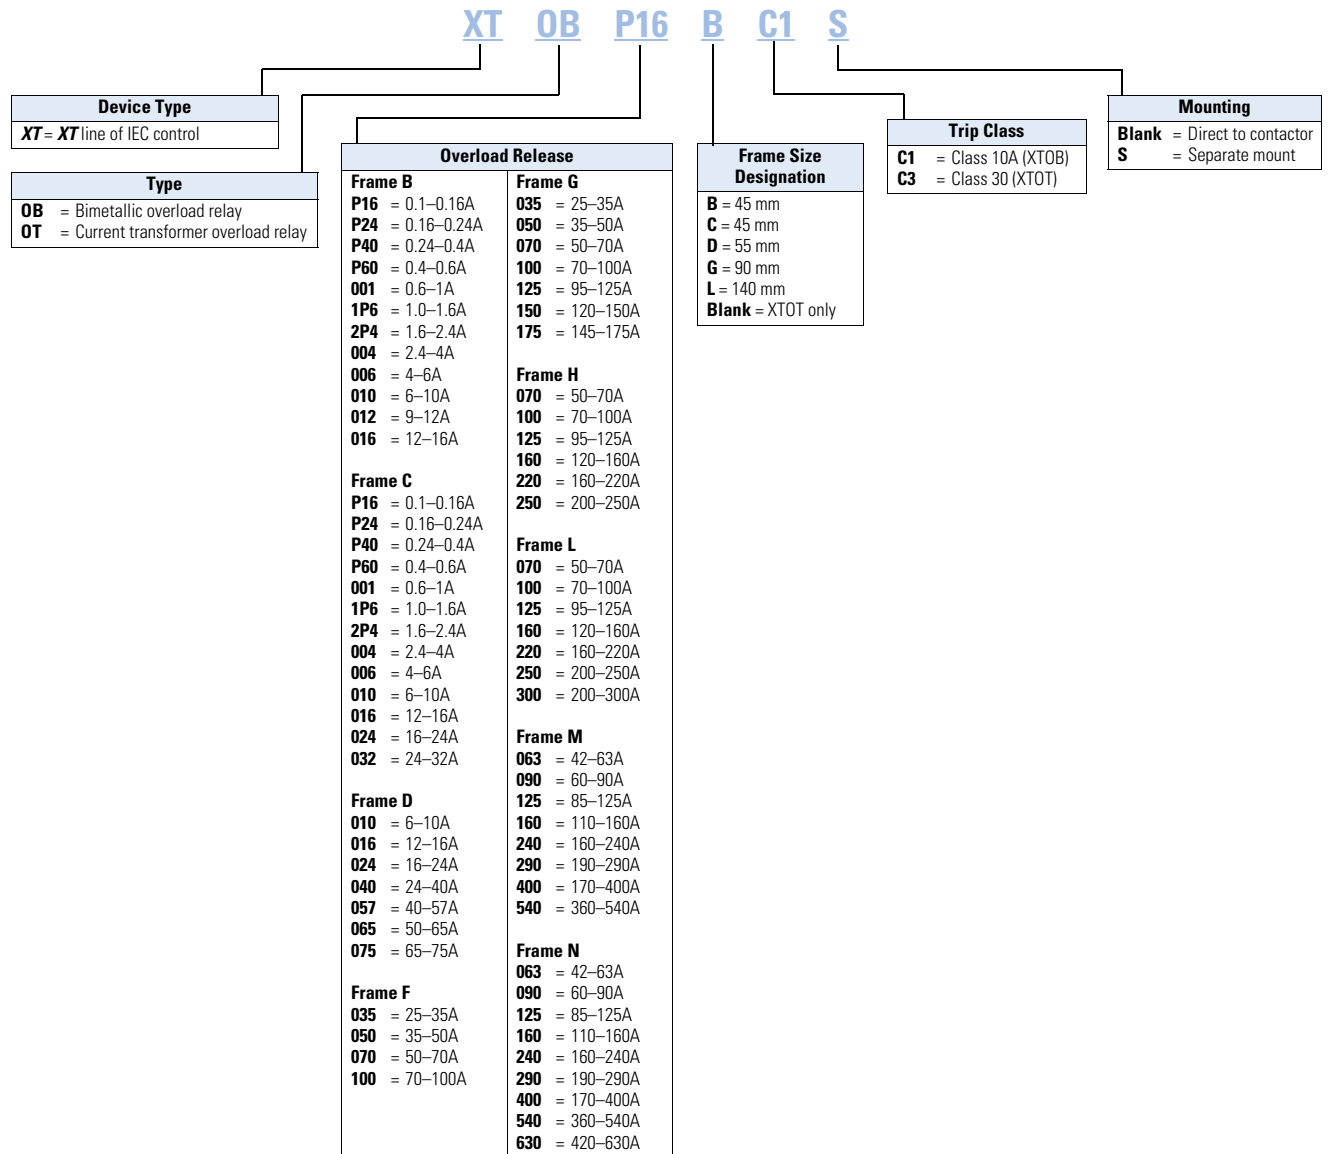 XT OB P16 B C1 S
Device Type
XT = XT line of IEC control
Type
OB = Bimetallic overload relay
OT = Current transformer overload relay
Overload Release
Frame B
P16 = 0.1–0.16A
P24 = 0.16–0.24A
P40 = 0.24–0.4A
P60 = 0.4–0.6A
001 = 0.6–1A
1P6 = 1.0–1.6A
2P4 = 1.6–2.4A
004 = 2.4–4A
006 = 4–6A
010 = 6–10A
012 = 9–12A
016 = 12–16A
Frame C
P16 = 0.1–0.16A
P24 = 0.16–0.24A
P40 = 0.24–0.4A
P60 = 0.4–0.6A
001 = 0.6–1A
1P6 = 1.0–1.6A
2P4 = 1.6–2.4A
004 = 2.4–4A
006 = 4–6A
010 = 6–10A
016 = 12–16A
024 = 16–24A
032 = 24–32A
Frame D
010 = 6–10A
016 = 12–16A
024 = 16–24A
040 = 24–40A
057 = 40–57A
065 = 50–65A
075 = 65–75A
Frame F
035 = 25–35A
050 = 35–50A
070 = 50–70A
100 = 70–100A
Frame G
035 = 25–35A
050 = 35–50A
070 = 50–70A
100 = 70–100A
125 = 95–125A
150 = 120–150A
175 = 145–175A
Frame H
070 = 50–70A
100 = 70–100A
125 = 95–125A
160 = 120–160A
220 = 160–220A
250 = 200–250A
Frame L
070 = 50–70A
100 = 70–100A
125 = 95–125A
160 = 120–160A
220 = 160–220A
250 = 200–250A
300 = 200–300A
Frame M
063 = 42–63A
090 = 60–90A
125 = 85–125A
160 = 110–160A
240 = 160–240A
290 = 190–290A
400 = 170–400A
540 = 360–540A
Frame N
063 = 42–63A
090 = 60–90A
125 = 85–125A
160 = 110–160A
240 = 160–240A
290 = 190–290A
400 = 170–400A
540 = 360–540A
630 = 420–630A
Frame Size
Designation
B = 45 mm
C = 45 mm
D = 55 mm
G = 90 mm
L = 140 mm
Blank = XTOT only
Trip Class
C1 = Class 10A (XTOB)
C3 = Class 30 (XTOT)
Mounting
Blank = Direct to contactor
S = Separate mount